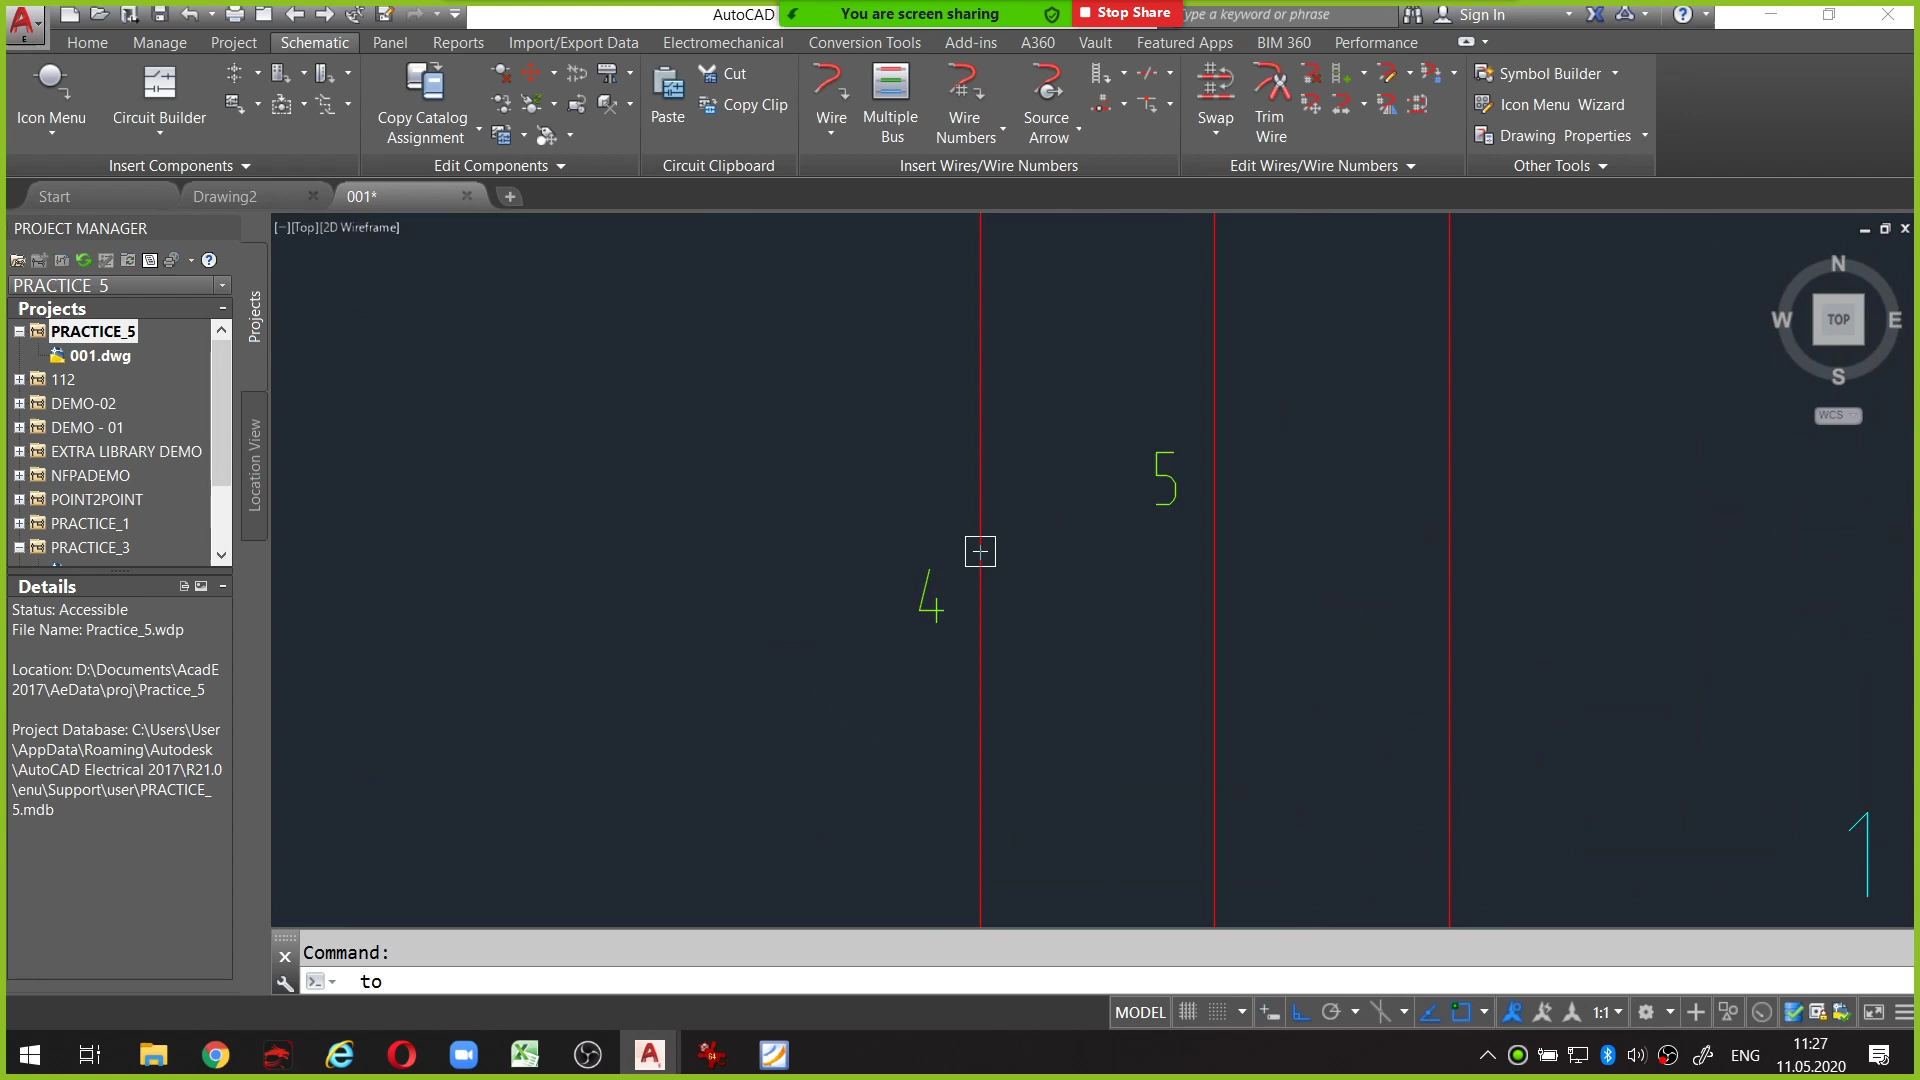 AutoCAD
You are screen sharing
Stop Share
Type a keyword or phrase
Sign In
Home
Manage
Project
Schematic
Panel
Reports
Import/Export Data
Electromechanical
Conversion Tools
Add-ins
A360
Vault
Featured Apps
BIM 360
Performance
Icon Menu
Circuit Builder
Copy Catalog
Assignment
Paste
Cut
Copy Clip
Wire
Multiple
Bus
Wire
Numbers
Source
Arrow
Swap
Trim
Wire
Symbol Builder
Icon Menu Wizard
Drawing Properties
Insert Components
Edit Components
Circuit Clipboard
Insert Wires/Wire Numbers
Edit Wires/Wire Numbers
Other Tools
Start
Drawing2
001*
PROJECT MANAGER
PRACTICE_5
Projects
PRACTICE_5
001.dwg
112
DEMO-02
DEMO - 01
EXTRA LIBRARY DEMO
NFPADEMO
POINT2POINT
PRACTICE_1
PRACTICE_3
Projects
Location View
Details
Status: Accessible
File Name: Practice_5.wdp
Location: D:\Documents\AcadE
2017\AeData\proj\Practice_5
Project Database: C:\Users\User
\AppData\Roaming\Autodesk
\AutoCAD Electrical 2017\R21.0
\enu\Support\user\PRACTICE_
5.mdb
[−][Top][2D Wireframe]
N
W
TOP
E
S
WCS
5
4
1
Command:
to
MODEL
1:1
ENG
11:27
11.05.2020